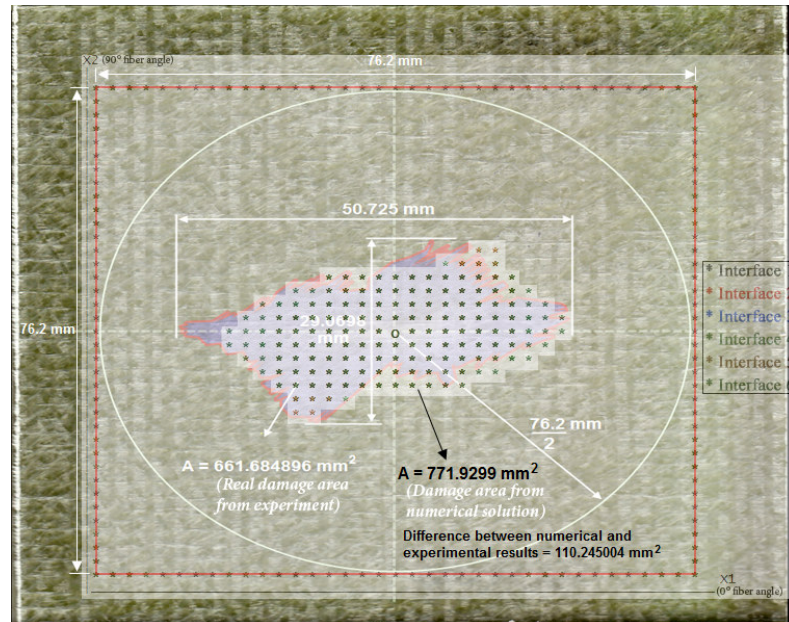 X2 (90° fiber angle)
76.2 mm
50.725 mm
29.0698
mm
76.2 mm
* Interface
* Interface
* Interface
* Interface
* Interface
* Interface
76.2 mm
2
A = 661.684896 mm²
(Real damage area
from experiment)
A = 771.9299 mm²
(Damage area from
numerical solution)
Difference between numerical and
experimental results = 110.245004 mm²
X1
(0° fiber angle)